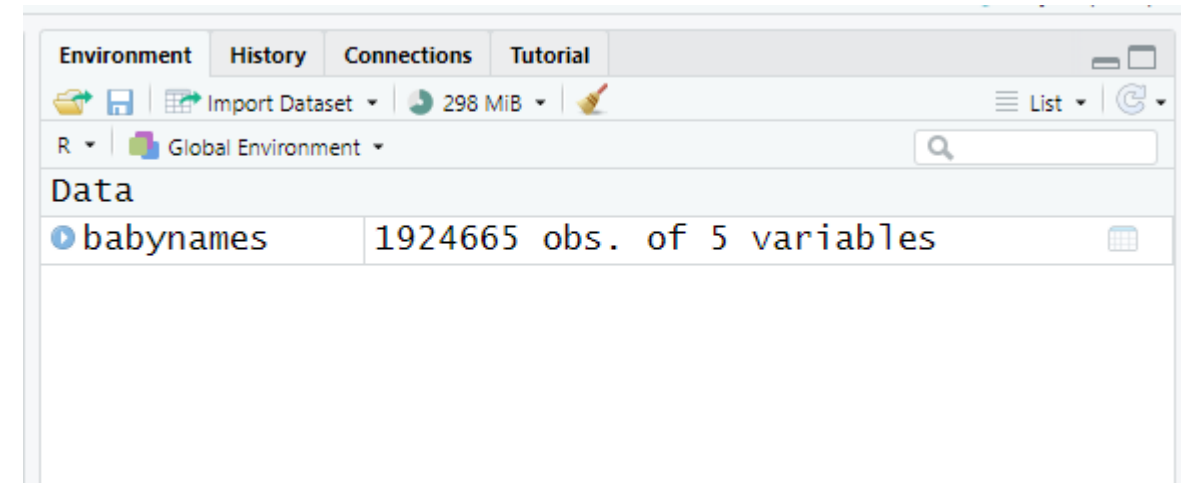 Environment History Connections Tutorial
Import Dataset 298 MiB List
R Global Environment
Data
babynames 1924665 obs. of 5 variables